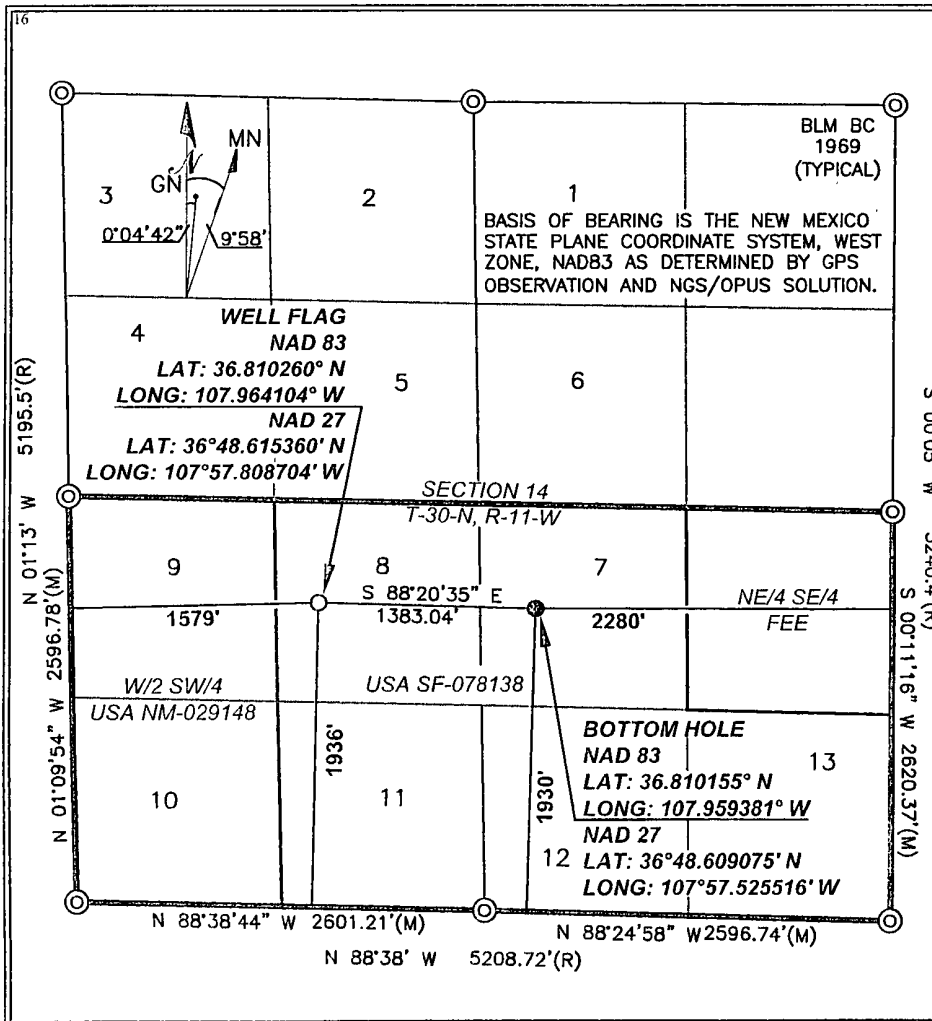 16
BLM BC
1969
(TYPICAL)
MN
GN
3
2
1
0°04'42"
9°58'
BASIS OF BEARING IS THE NEW MEXICO
STATE PLANE COORDINATE SYSTEM, WEST
ZONE, NAD83 AS DETERMINED BY GPS
OBSERVATION AND NGS/OPUS SOLUTION.
4
5
6
WELL FLAG
NAD 83
LAT: 36.810260° N
LONG: 107.964104° W
NAD 27
LAT: 36°48.615360' N
LONG: 107°57.808704' W
N 01°13' W 5195.5'(R)
SECTION 14
T-30-N, R-11-W
9
8
7
S 88°20'35" E
1579'
1383.04'
2280'
NE/4 SE/4
FEE
W/2 SW/4
USA NM-029148
USA SF-078138
N 01°09'54" W 2596.78'(M)
S 00°11'16" W 2620.37'(M)
1936'
1930'
10
11
12
13
BOTTOM HOLE
NAD 83
LAT: 36.810155° N
LONG: 107.959381° W
NAD 27
LAT: 36°48.609075' N
LONG: 107°57.525516' W
N 88°38'44" W 2601.21'(M)
N 88°24'58" W 2596.74'(M)
N 88°38' W 5208.72'(R)